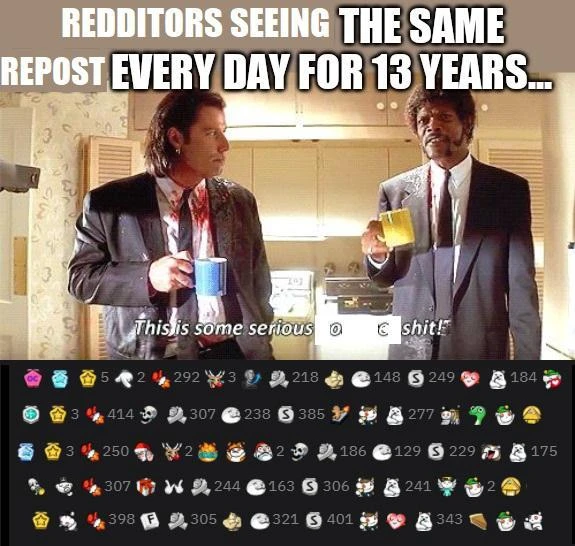 REDDITORS SEEING THE SAME
REPOST EVERY DAY FOR 13 YEARS...
This is some serious o c shit!"
OC 5 2 292 3 218 148 S 249 184
3 414 307 238 S 385 277
3 250 2 2 186 129 S 229 175
307 244 163 S 306 241 2
398 F 305 321 S 401 343